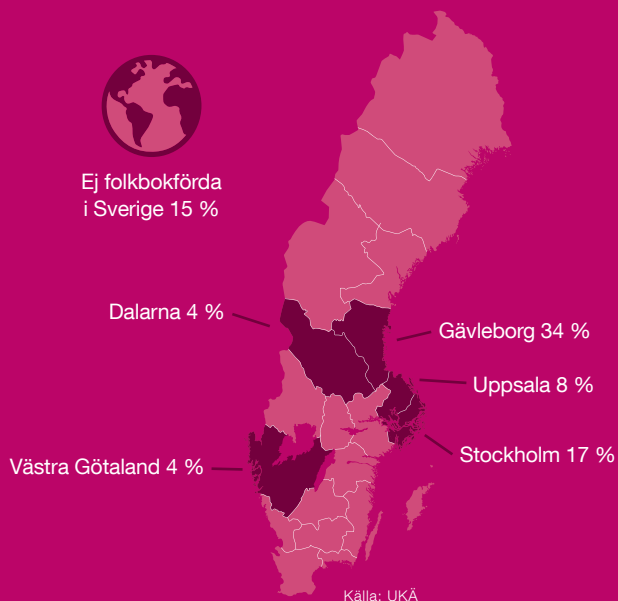 Ej folkbokförda
i Sverige 15 %
Dalarna 4 %
Gävleborg 34 %
Uppsala 8 %
Stockholm 17 %
Västra Götaland 4 %
Källa: UKÄ